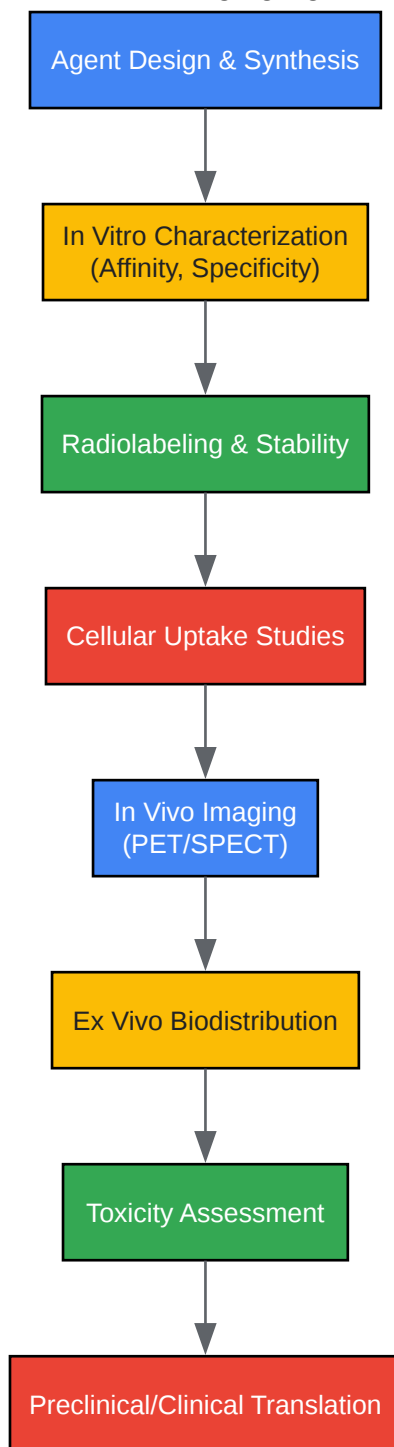 Agent Design & Synthesis
In Vitro Characterization
(Affinity, Specificity)
Radiolabeling & Stability
Cellular Uptake Studies
In Vivo Imaging
(PET/SPECT)
Ex Vivo Biodistribution
Toxicity Assessment
Preclinical/Clinical Translation